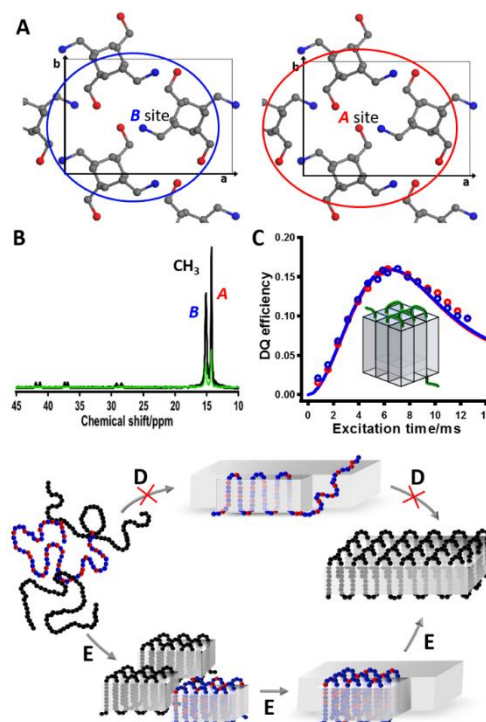 A
b
B site
a
b
A site
a
B
CH3
B
A
45 40 35 30 25 20 15 10
Chemical shift/ppm
C
DQ efficiency
0.20
0.15
0.10
0.05
0.00
0 2 4 6 8 10 12
Excitation time/ms
D
D
E
E
E